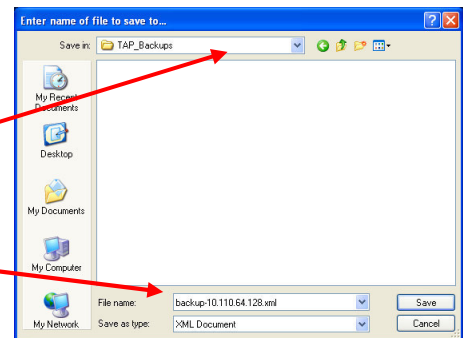 Enter name of file to save to...
Save in: TAP_Backups
My Recent
Documents
Desktop
My Documents
My Computer
My Network
File name: backup-10.110.64.128.xml Save
Save as type: XML Document Cancel